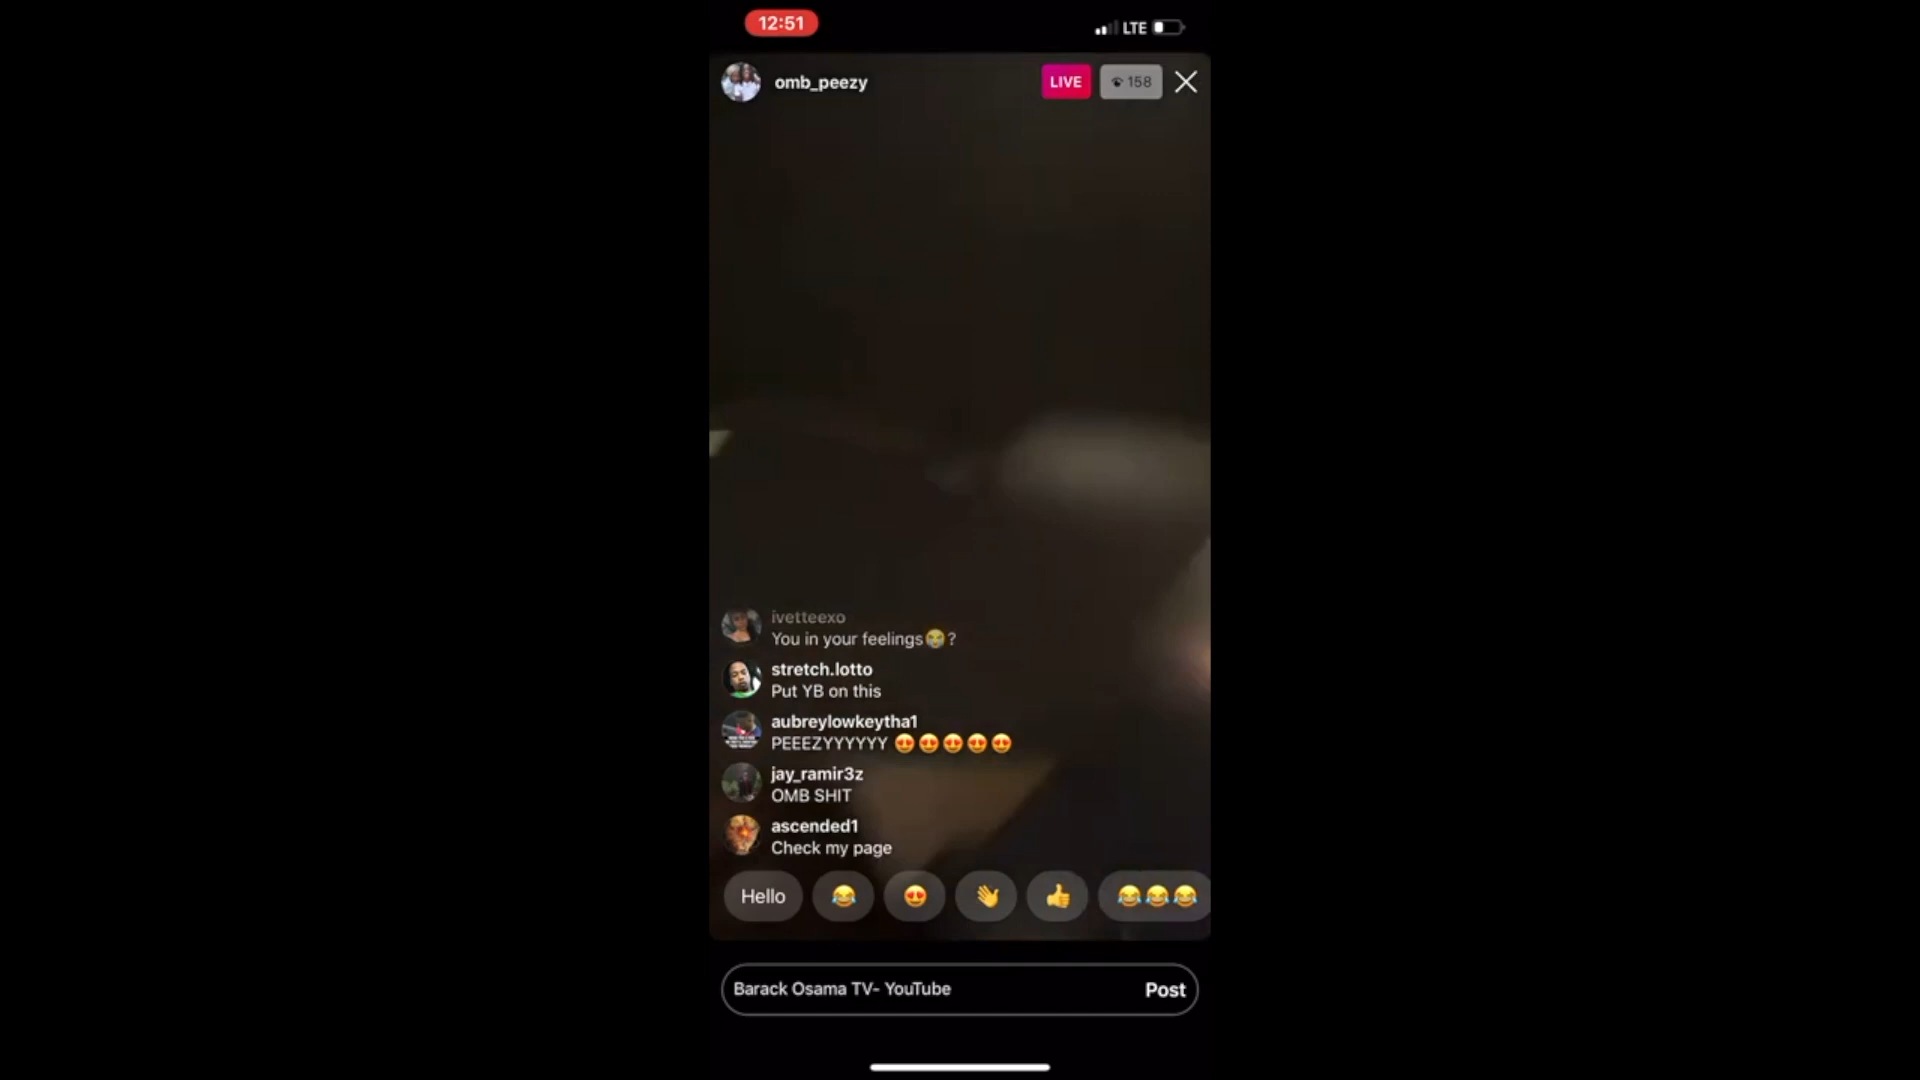 12:51
LTE
omb_peezy
LIVE
158
ivetteexo
You in your feelings😭?
stretch.lotto
Put YB on this
aubreylowkeytha1
PEEEZYYYYYY 😍😍😍😍😍
jay_ramir3z
OMB SHIT
ascended1
Check my page
Hello 😂 😍 👋 👍 😂😂😂
Barack Osama TV- YouTube
Post